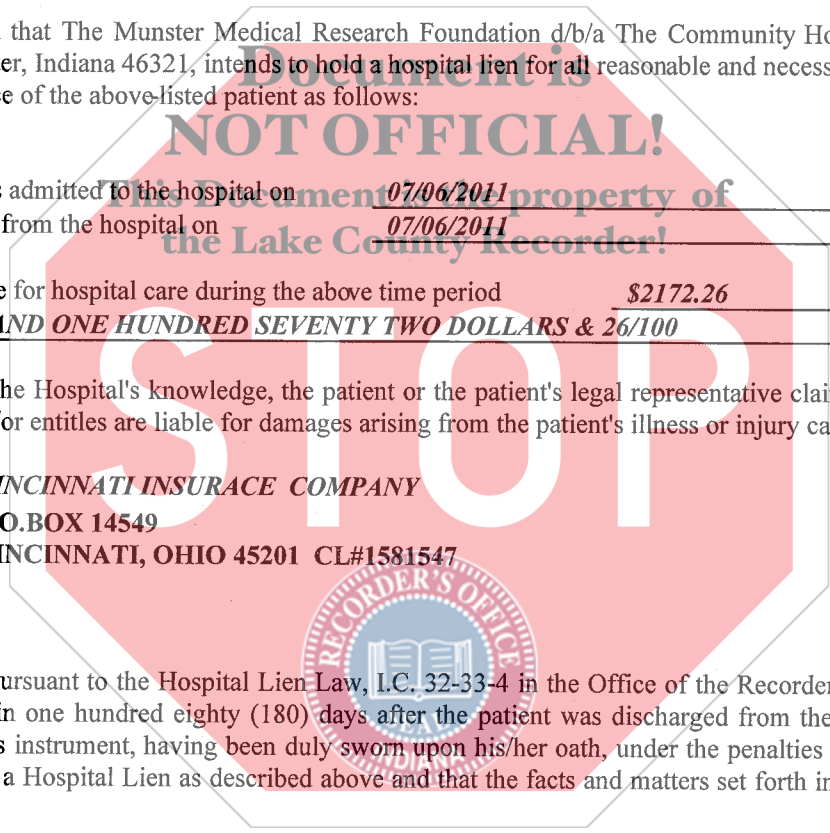 that The Munster Medical Research Foundation d/b/a The Community Ho
er, Indiana 46321, intends to hold a hospital lien for all reasonable and necess
e of the above-listed patient as follows:
Document is
NOT OFFICIAL!
This Document is the property of
the Lake County Recorder!
s admitted to the hospital on 07/06/2011
from the hospital on 07/06/2011
e for hospital care during the above time period $2172.26
AND ONE HUNDRED SEVENTY TWO DOLLARS & 26/100
STOP
he Hospital's knowledge, the patient or the patient's legal representative clai
or entitles are liable for damages arising from the patient's illness or injury ca
INCINNATI INSURACE COMPANY
O.BOX 14549
INCINNATI, OHIO 45201 CL#1581547
RECORDER'S OFFICE
SEAL
INDIANA
ursuant to the Hospital Lien Law, I.C. 32-33-4 in the Office of the Recorder
in one hundred eighty (180) days after the patient was discharged from the
s instrument, having been duly sworn upon his/her oath, under the penalties
a Hospital Lien as described above and that the facts and matters set forth in